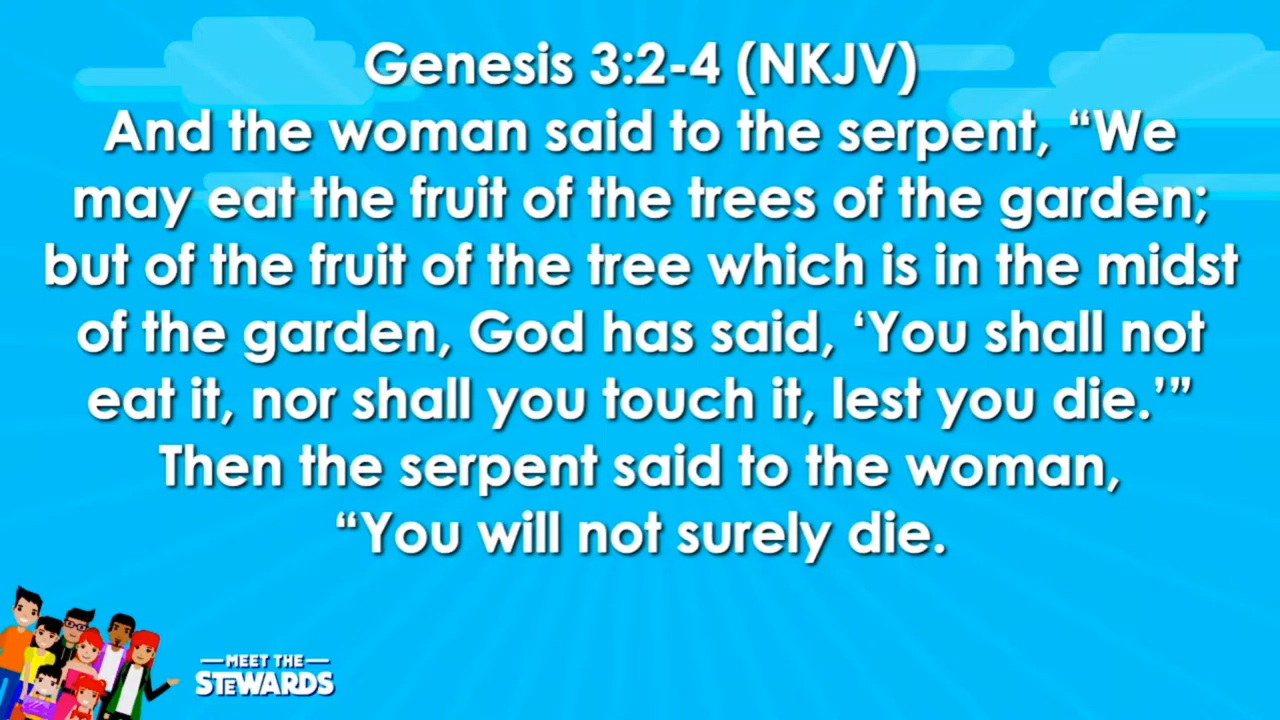 Genesis 3:2-4 (NKJV)
And the woman said to the serpent, “We
may eat the fruit of the trees of the garden;
but of the fruit of the tree which is in the midst
of the garden, God has said, ‘You shall not
eat it, nor shall you touch it, lest you die.’”
Then the serpent said to the woman,
“You will not surely die.
MEET THE
STEWARDS